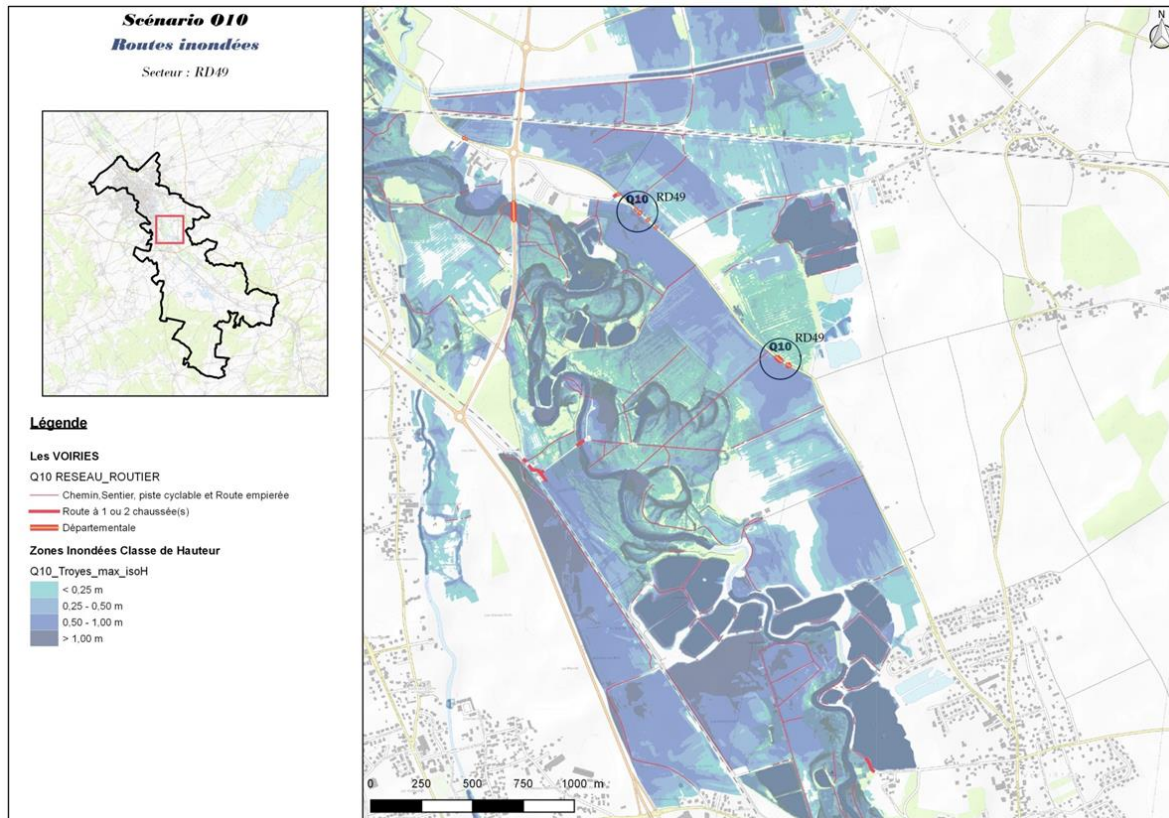 Scénario Q10
Routes inondées
Secteur : RD49
Légende
Les VOIRIES
Q10 RESEAU_ROUTIER
Chemin,Sentier, piste cyclable et Route empierée
Route à 1 ou 2 chaussée(s)
Départementale
Zones Inondées Classe de Hauteur
Q10_Troyes_max_isoH
< 0,25 m
0,25 - 0,50 m
0,50 - 1,00 m
> 1,00 m
N
Q10 RD49
Q10 RD49
0 250 500 750 1000 m